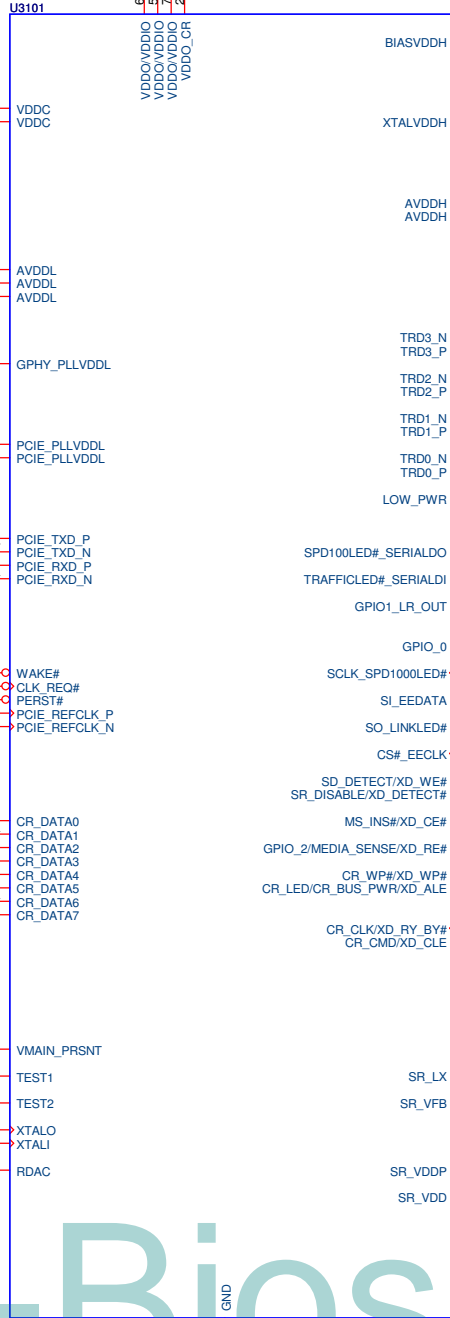 U3101
VDDO/VDDIO
VDDO/VDDIO
VDDO/VDDIO
VDDO_CR
BIASVDDH
VDDC
VDDC
XTALVDDH
AVDDH
AVDDH
AVDDL
AVDDL
AVDDL
TRD3_N
TRD3_P
GPHY_PLLVDDL
TRD2_N
TRD2_P
TRD1_N
TRD1_P
PCIE_PLLVDDL
PCIE_PLLVDDL
TRD0_N
TRD0_P
LOW_PWR
PCIE_TXD_P
PCIE_TXD_N
PCIE_RXD_P
PCIE_RXD_N
SPD100LED#_SERIALDO
TRAFFICLED#_SERIALDI
GPIO1_LR_OUT
GPIO_0
WAKE#
CLK_REQ#
PERST#
PCIE_REFCLK_P
PCIE_REFCLK_N
SCLK_SPD1000LED#
SI_EEDATA
SO_LINKLED#
CS#_EECLK
SD_DETECT/XD_WE#
SR_DISABLE/XD_DETECT#
CR_DATA0
CR_DATA1
CR_DATA2
CR_DATA3
CR_DATA4
CR_DATA5
CR_DATA6
CR_DATA7
MS_INS#/XD_CE#
GPIO_2/MEDIA_SENSE/XD_RE#
CR_WP#/XD_WP#
CR_LED/CR_BUS_PWR/XD_ALE
CR_CLK/XD_RY_BY#
CR_CMD/XD_CLE
VMAIN_PRSNT
TEST1
TEST2
XTALO
XTALI
RDAC
SR_LX
SR_VFB
SR_VDDP
SR_VDD
GND
-Bios